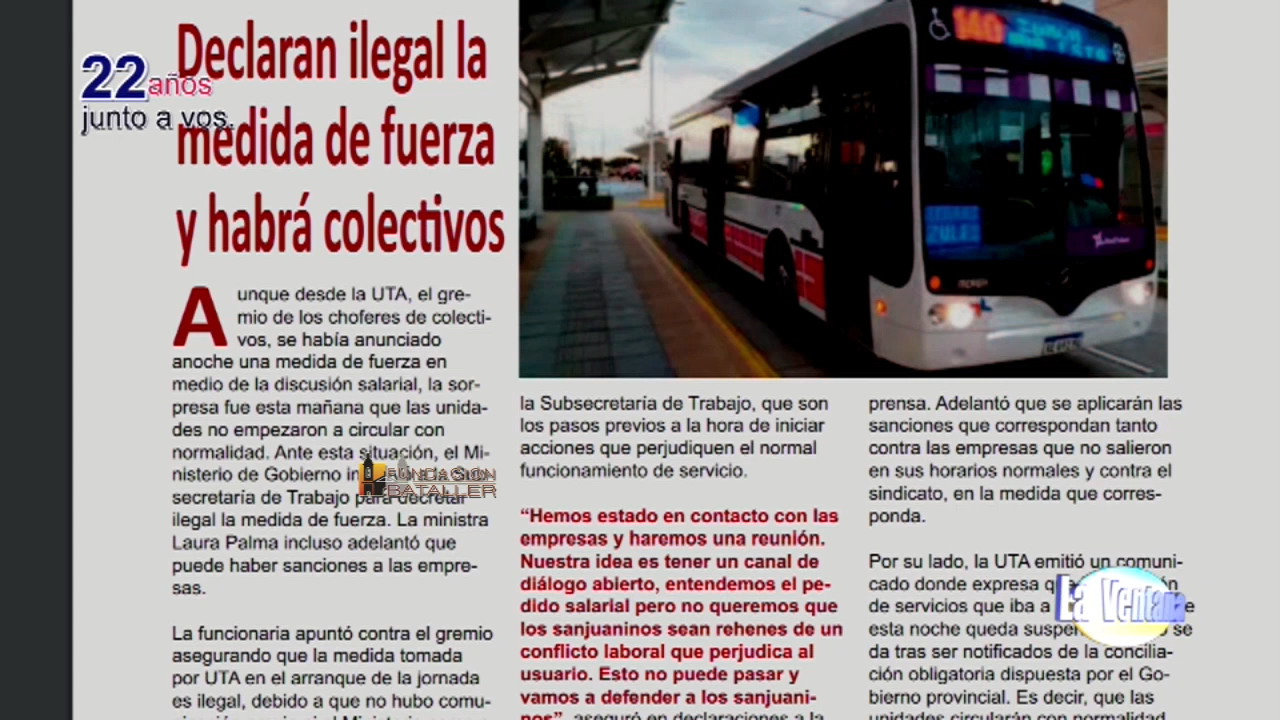 22 años
junto a vos.
Declaran ilegal la
medida de fuerza
y habrá colectivos
Aunque desde la UTA, el gre-
mio de los choferes de colecti-
vos, se había anunciado
anoche una medida de fuerza en
medio de la discusión salarial, la sor-
presa fue esta mañana que las unida-
des no empezaron a circular con
normalidad. Ante esta situación, el Mi-
nisterio de Gobierno
secretaría de Trabajo para decretar
ilegal la medida de fuerza. La ministra
Laura Palma incluso adelantó que
puede haber sanciones a las empre-
sas.
La funcionaria apuntó contra el gremio
asegurando que la medida tomada
por UTA en el arranque de la jornada
es ilegal, debido a que no hubo comu-
FUNDACION
BATALLER
140
la Subsecretaría de Trabajo, que son
los pasos previos a la hora de iniciar
acciones que perjudiquen el normal
funcionamiento de servicio.
“Hemos estado en contacto con las
empresas y haremos una reunión.
Nuestra idea es tener un canal de
diálogo abierto, entendemos el pe-
dido salarial pero no queremos que
los sanjuaninos sean rehenes de un
conflicto laboral que perjudica al
usuario. Esto no puede pasar y
vamos a defender a los sanjuani-
nos”, aseguró en declaraciones a la
prensa. Adelantó que se aplicarán las
sanciones que correspondan tanto
contra las empresas que no salieron
en sus horarios normales y contra el
sindicato, en la medida que corres-
ponda.
Por su lado, la UTA emitió un comuni-
cado donde expresa
de servicios que iba a
esta noche queda
da tras ser notificados de la concilia-
ción obligatoria dispuesta por el Go-
bierno provincial. Es decir, que las
unidades circularán con normalidad
La Ventana